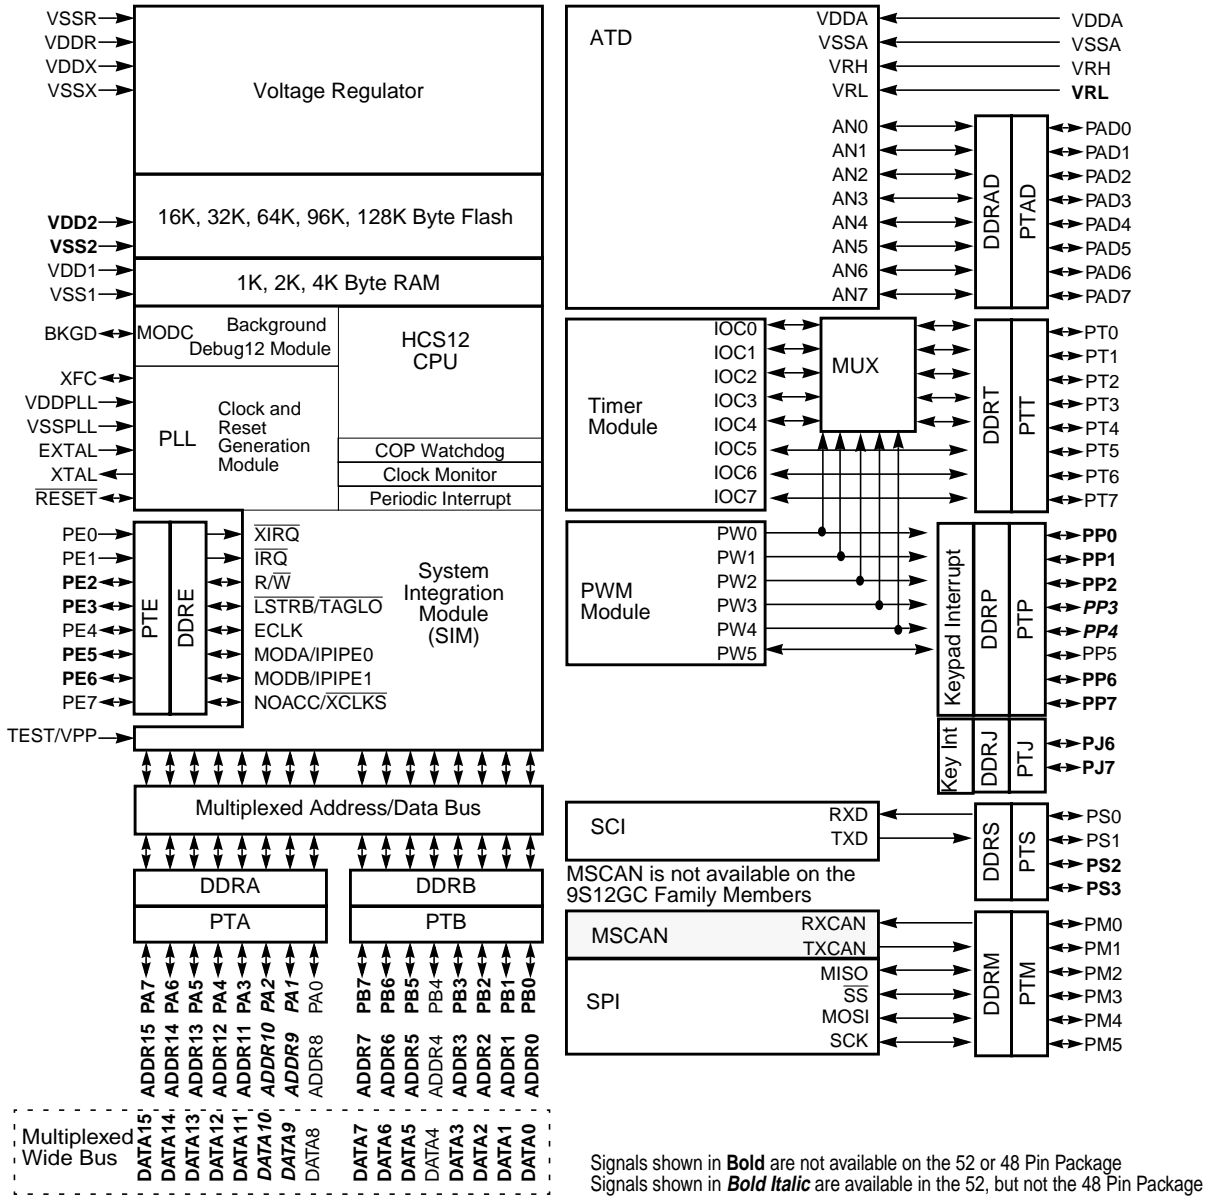 VSSR
VDDR
VDDX
VSSX
Voltage Regulator
VDD2
VSS2
16K, 32K, 64K, 96K, 128K Byte Flash
VDD1
VSS1
1K, 2K, 4K Byte RAM
BKGD
MODC
Background
Debug12 Module
HCS12
CPU
XFC
VDDPLL
VSSPLL
EXTAL
XTAL
RESET
PLL
Clock and
Reset
Generation
Module
COP Watchdog
Clock Monitor
Periodic Interrupt
PE0
PE1
PE2
PE3
PE4
PE5
PE6
PE7
PTE
DDRE
XIRQ
IRQ
R/W
LSTRB/TAGLO
ECLK
MODA/IPIPE0
MODB/IPIPE1
NOACC/XCLKS
System
Integration
Module
(SIM)
TEST/VPP
Multiplexed Address/Data Bus
DDRA
PTA
DDRB
PTB
PA7
PA6
PA5
PA4
PA3
PA2
PA1
PA0
PB7
PB6
PB5
PB4
PB3
PB2
PB1
PB0
ADDR15
ADDR14
ADDR13
ADDR12
ADDR11
ADDR10
ADDR9
ADDR8
ADDR7
ADDR6
ADDR5
ADDR4
ADDR3
ADDR2
ADDR1
ADDR0
Multiplexed
Wide Bus
DATA15
DATA14
DATA13
DATA12
DATA11
DATA10
DATA9
DATA8
DATA7
DATA6
DATA5
DATA4
DATA3
DATA2
DATA1
DATA0
ATD
VDDA
VSSA
VRH
VRL
AN0
AN1
AN2
AN3
AN4
AN5
AN6
AN7
VDDA
VSSA
VRH
VRL
DDRAD
PTAD
PAD0
PAD1
PAD2
PAD3
PAD4
PAD5
PAD6
PAD7
Timer
Module
IOC0
IOC1
IOC2
IOC3
IOC4
IOC5
IOC6
IOC7
MUX
DDRT
PTT
PT0
PT1
PT2
PT3
PT4
PT5
PT6
PT7
PWM
Module
PW0
PW1
PW2
PW3
PW4
PW5
Keypad Interrupt
DDRP
PTP
PP0
PP1
PP2
PP3
PP4
PP5
PP6
PP7
Key Int
DDRJ
PTJ
PJ6
PJ7
SCI
RXD
TXD
DDRS
PTS
PS0
PS1
PS2
PS3
MSCAN is not available on the
9S12GC Family Members
MSCAN
RXCAN
TXCAN
SPI
MISO
SS
MOSI
SCK
DDRM
PTM
PM0
PM1
PM2
PM3
PM4
PM5
Signals shown in Bold are not available on the 52 or 48 Pin Package
Signals shown in Bold Italic are available in the 52, but not the 48 Pin Package